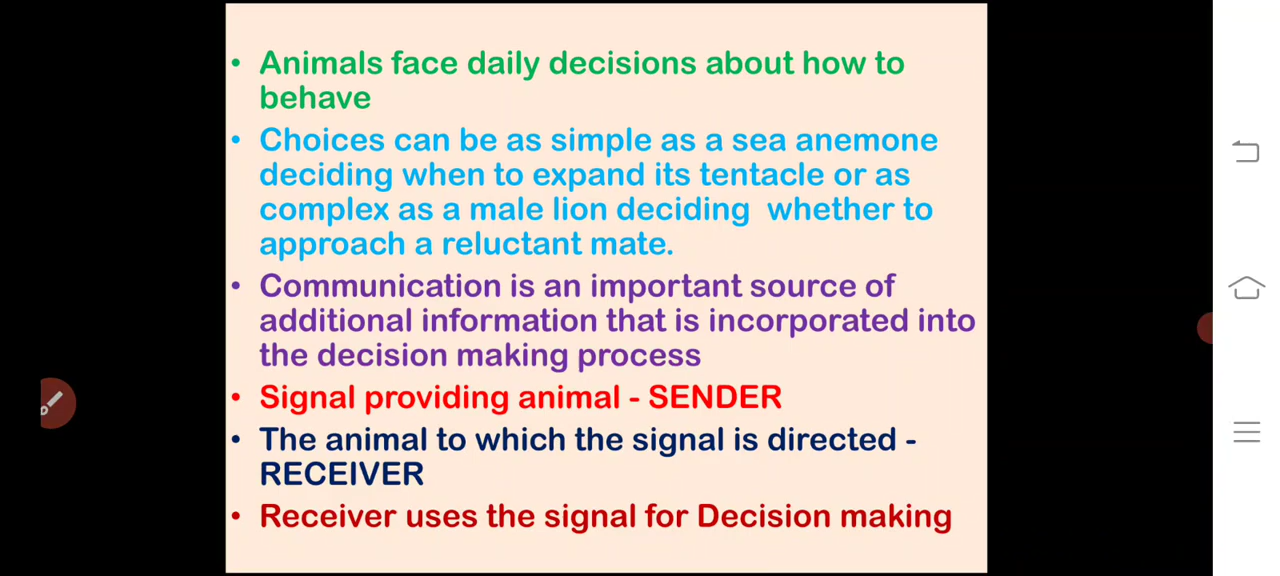 • Animals face daily decisions about how to
behave
• Choices can be as simple as a sea anemone
deciding when to expand its tentacle or as
complex as a male lion deciding whether to
approach a reluctant mate.
• Communication is an important source of
additional information that is incorporated into
the decision making process
• Signal providing animal - SENDER
• The animal to which the signal is directed -
RECEIVER
• Receiver uses the signal for Decision making